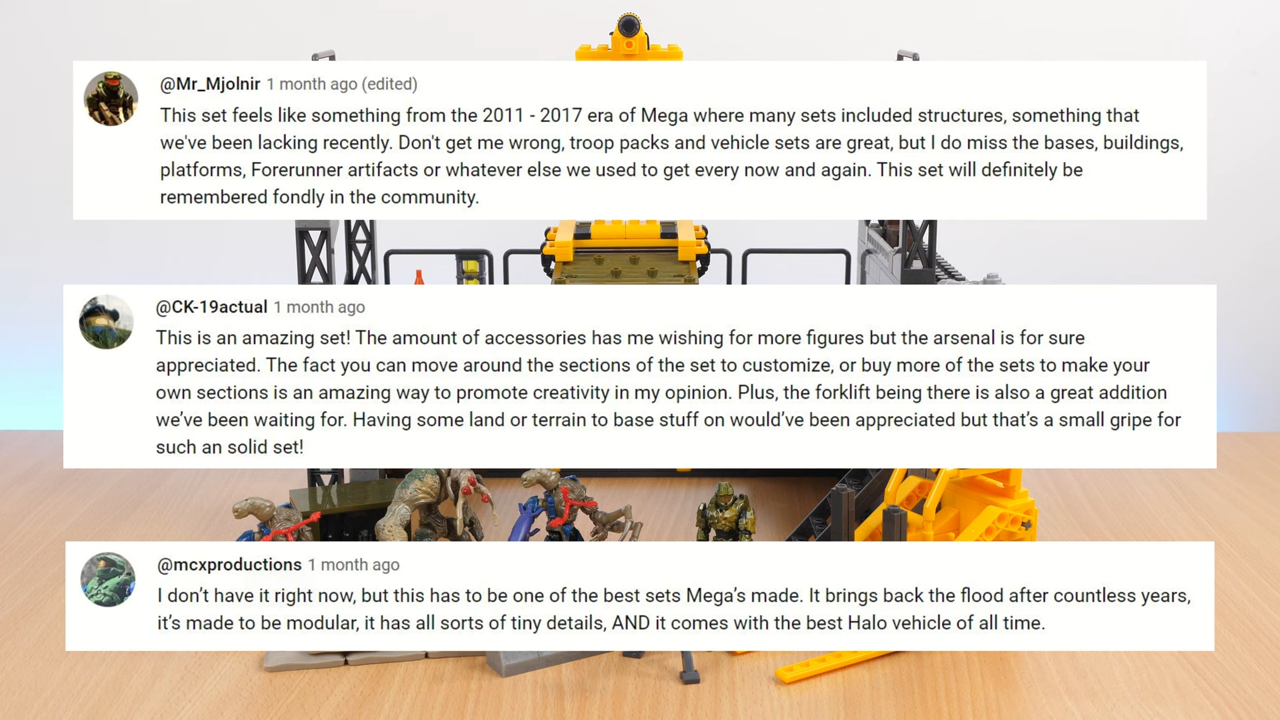 @Mr_Mjolnir 1 month ago (edited)
This set feels like something from the 2011 - 2017 era of Mega where many sets included structures, something that
we've been lacking recently. Don't get me wrong, troop packs and vehicle sets are great, but I do miss the bases, buildings,
platforms, Forerunner artifacts or whatever else we used to get every now and again. This set will definitely be
remembered fondly in the community.
@CK-19actual 1 month ago
This is an amazing set! The amount of accessories has me wishing for more figures but the arsenal is for sure
appreciated. The fact you can move around the sections of the set to customize, or buy more of the sets to make your
own sections is an amazing way to promote creativity in my opinion. Plus, the forklift being there is also a great addition
we’ve been waiting for. Having some land or terrain to base stuff on would’ve been appreciated but that’s a small gripe for
such an solid set!
@mcxproductions 1 month ago
I don’t have it right now, but this has to be one of the best sets Mega’s made. It brings back the flood after countless years,
it’s made to be modular, it has all sorts of tiny details, AND it comes with the best Halo vehicle of all time.